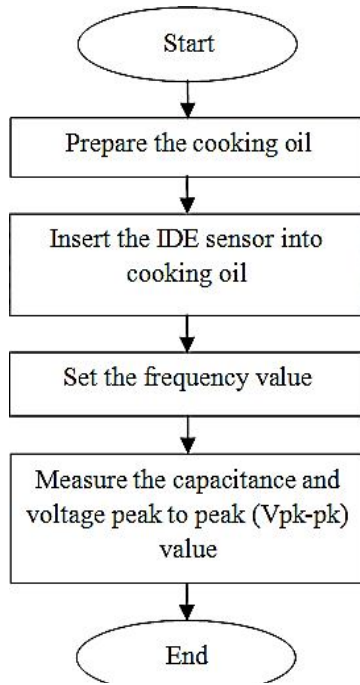 Start
Prepare the cooking oil
Insert the IDE sensor into
cooking oil
Set the frequency value
Measure the capacitance and
voltage peak to peak (Vpk-pk)
value
End